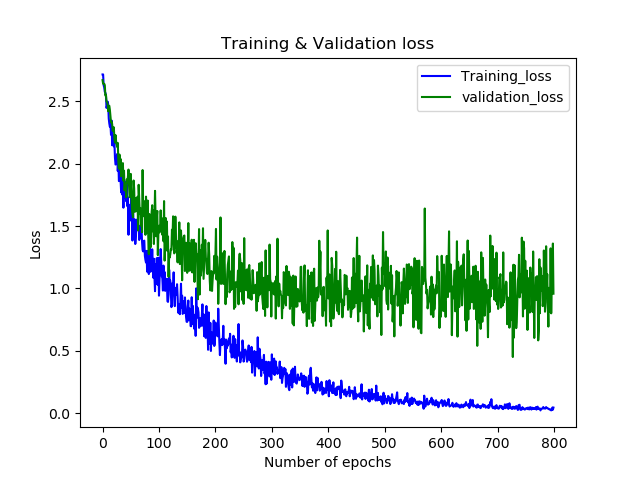 Training & Validation loss
Training_loss
validation_loss
Loss
2.5
2.0
1.5
1.0
0.5
0.0
0 100 200 300 400 500 600 700 800
Number of epochs